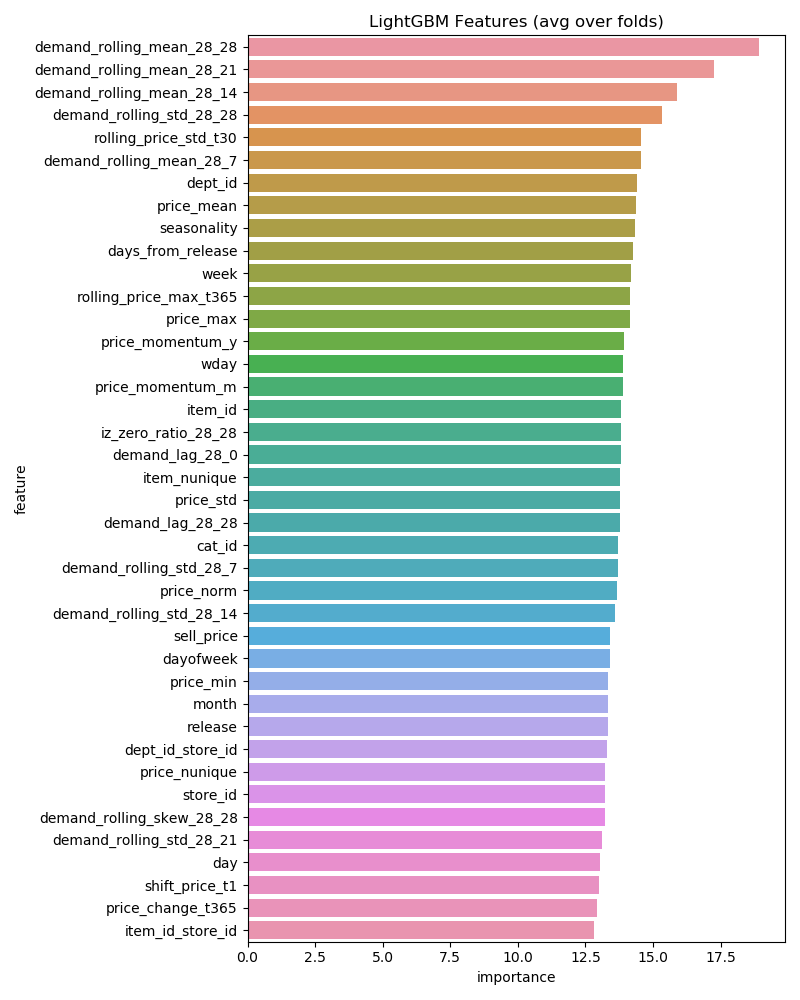 LightGBM Features (avg over folds)
demand_rolling_mean_28_28
demand_rolling_mean_28_21
demand_rolling_mean_28_14
demand_rolling_std_28_28
rolling_price_std_t30
demand_rolling_mean_28_7
dept_id
price_mean
seasonality
days_from_release
week
rolling_price_max_t365
price_max
price_momentum_y
wday
price_momentum_m
item_id
iz_zero_ratio_28_28
demand_lag_28_0
item_nunique
price_std
demand_lag_28_28
cat_id
demand_rolling_std_28_7
price_norm
demand_rolling_std_28_14
sell_price
dayofweek
price_min
month
release
dept_id_store_id
price_nunique
store_id
demand_rolling_skew_28_28
demand_rolling_std_28_21
day
shift_price_t1
price_change_t365
item_id_store_id
feature
0.0 2.5 5.0 7.5 10.0 12.5 15.0 17.5
importance